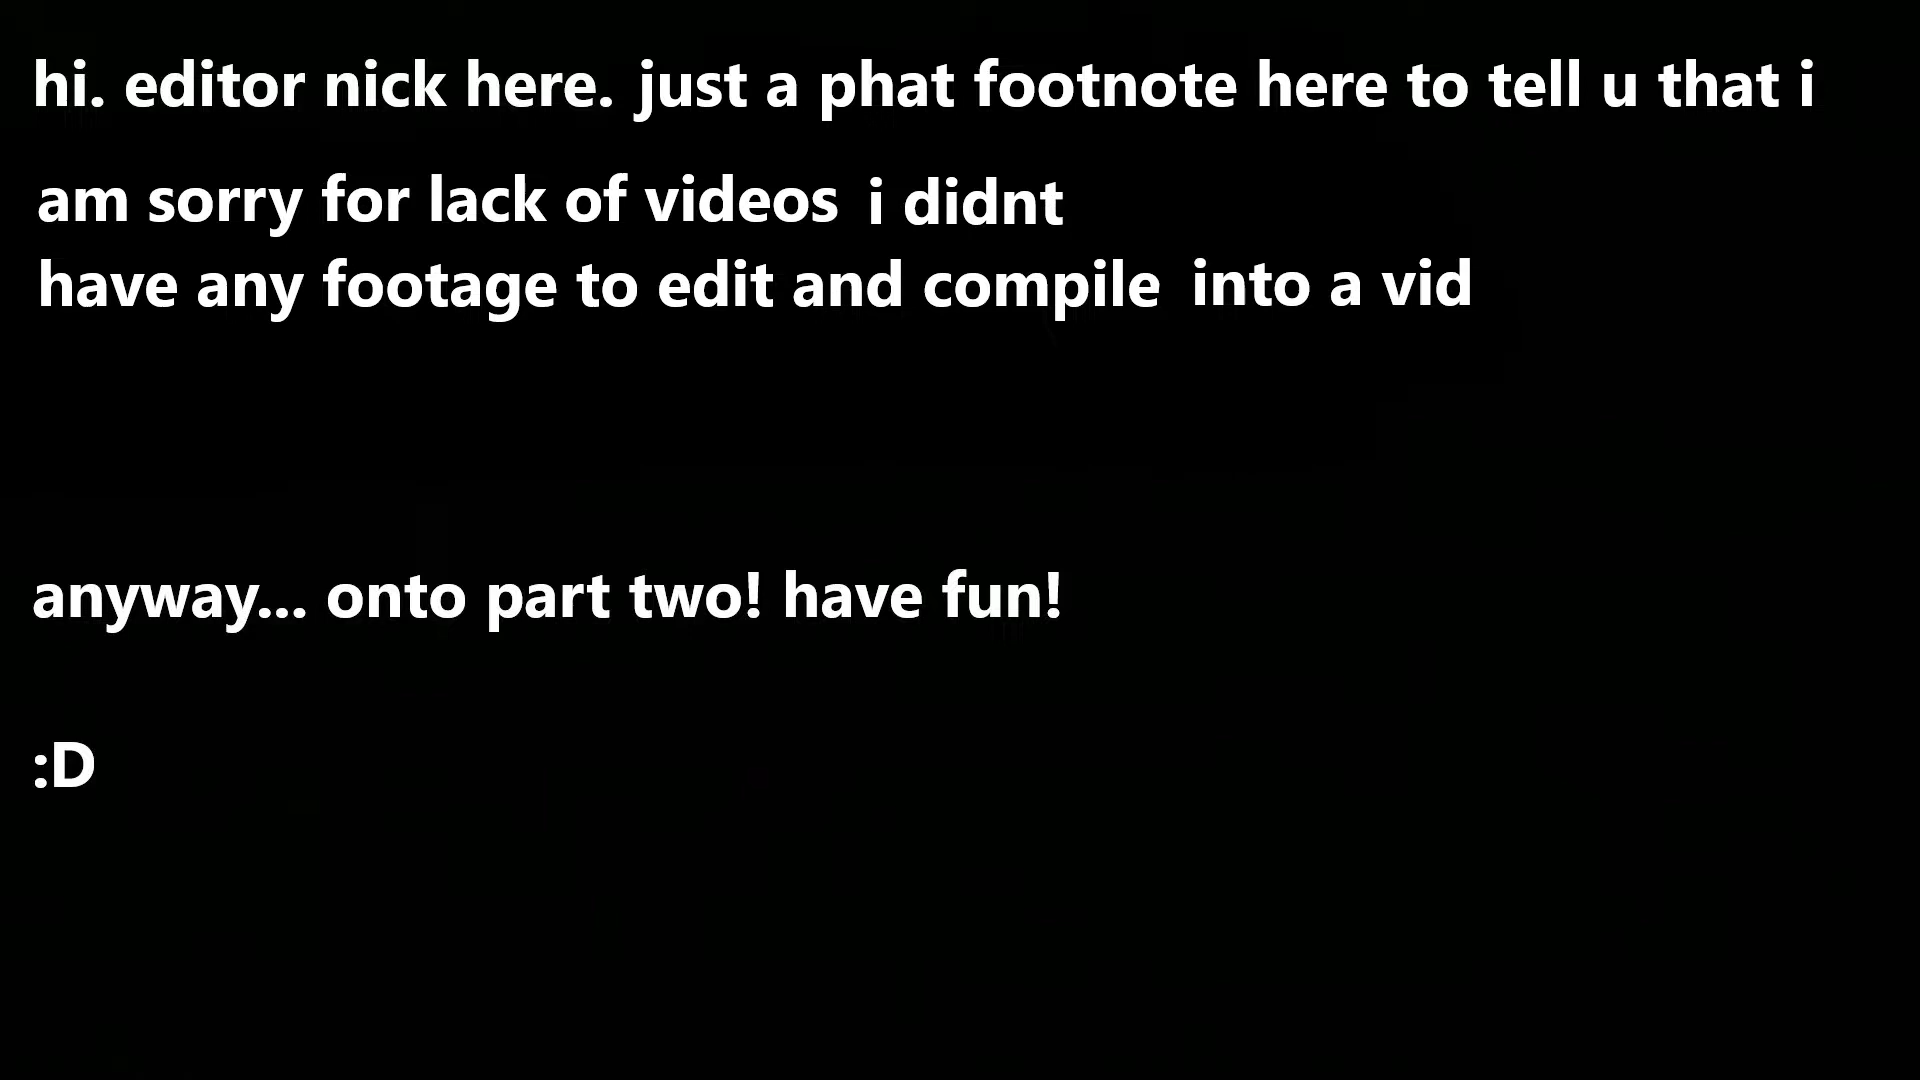 hi. editor nick here. just a phat footnote here to tell u that i
am sorry for lack of videos i didnt
have any footage to edit and compile into a vid
anyway... onto part two! have fun!
:D